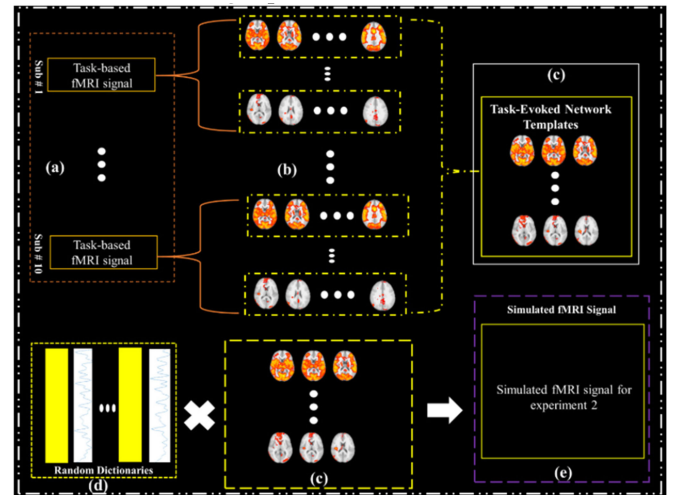 Sub # 1
Task-based
fMRI signal
(a)
Sub # 10
Task-based
fMRI signal
(b)
(c)
Task-Evoked Network
Templates
Random Dictionaries
(d)
(c)
Simulated fMRI Signal
Simulated fMRI signal for
experiment 2
(e)